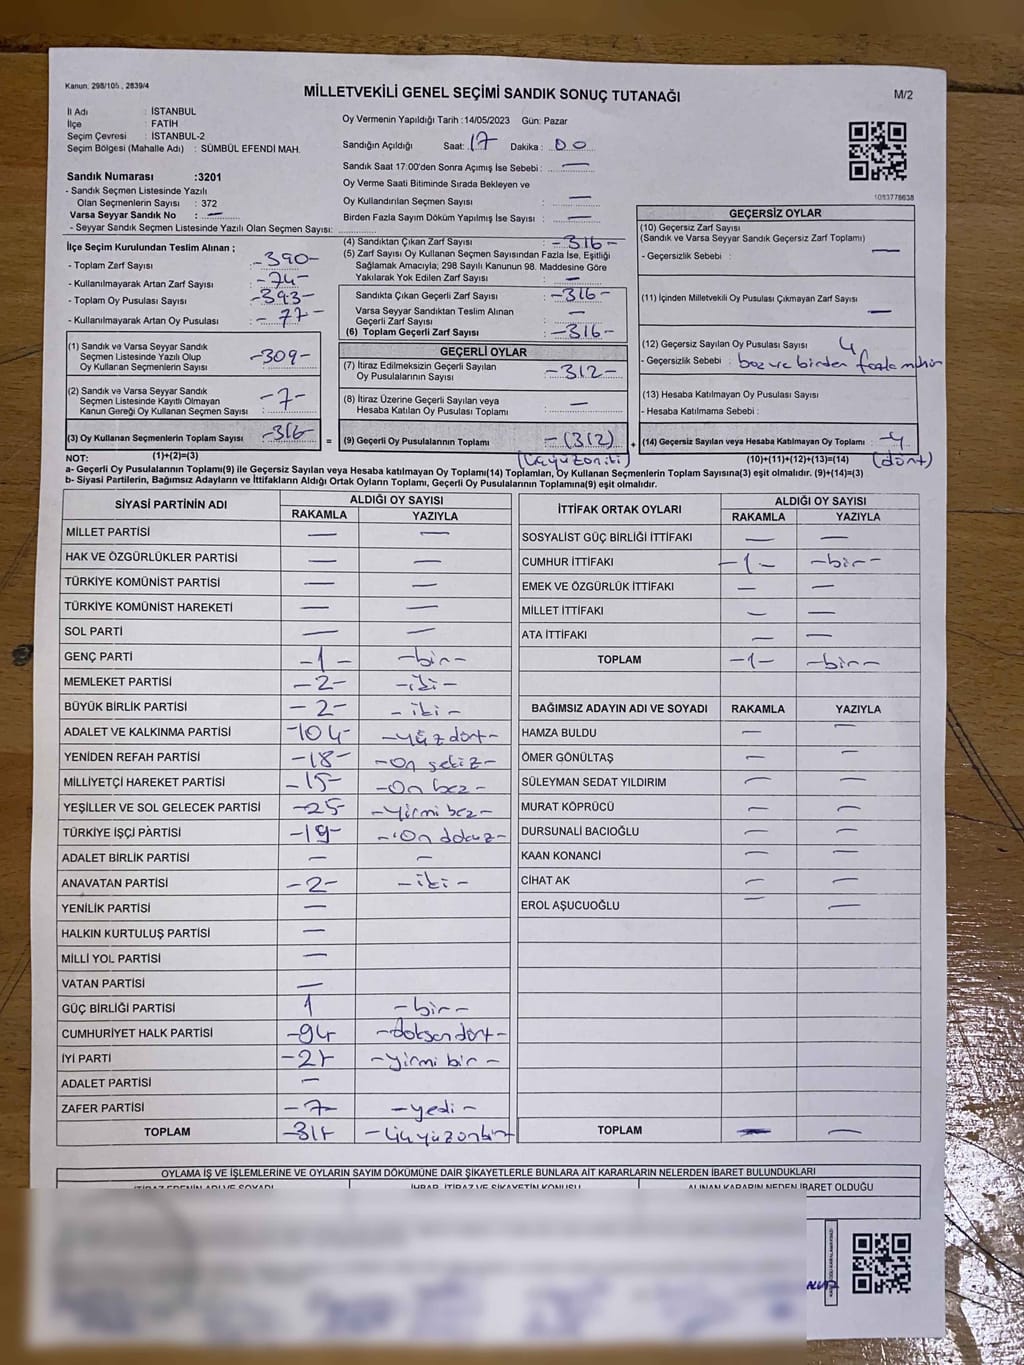 Kanun: 298/105 , 2839/4
MİLLETVEKİLİ GENEL SEÇİMİ SANDIK SONUÇ TUTANAĞI
M/2
İl Adı : İSTANBUL
İlçe : FATİH
Seçim Çevresi : İSTANBUL-2
Seçim Bölgesi (Mahalle Adı) : SÜMBÜL EFENDİ MAH.
Oy Vermenin Yapıldığı Tarih :14/05/2023 Gün: Pazar
Sandığın Açıldığı Saat: 17 Dakika: 00
Sandık Saat 17:00'den Sonra Açımış İse Sebebi : —
Oy Verme Saati Bitiminde Sırada Bekleyen ve
Oy Kullandırılan Seçmen Sayısı : —
Birden Fazla Sayım Döküm Yapılmış İse Sayısı : —
1083778638
Sandık Numarası :3201
- Sandık Seçmen Listesinde Yazılı
Olan Seçmenlerin Sayısı : 372
Varsa Seyyar Sandık No : —
- Seyyar Sandık Seçmen Listesinde Yazılı Olan Seçmen Sayısı:
İlçe Seçim Kurulundan Teslim Alınan ;
- Toplam Zarf Sayısı : -390-
- Kullanılmayarak Artan Zarf Sayısı : -74-
- Toplam Oy Pusulası Sayısı : -393-
- Kullanılmayarak Artan Oy Pusulası : -77-
(1) Sandık ve Varsa Seyyar Sandık
Seçmen Listesinde Yazılı Olup
Oy Kullanan Seçmenlerin Sayısı : -309-
(2) Sandık ve Varsa Seyyar Sandık
Seçmen Listesinde Kayıtlı Olmayan
Kanun Gereği Oy Kullanan Seçmen Sayısı : -7-
(3) Oy Kullanan Seçmenlerin Toplam Sayısı -316-
(1)+(2)=(3)
(4) Sandıktan Çıkan Zarf Sayısı : -316-
(5) Zarf Sayısı Oy Kullanan Seçmen Sayısından Fazla İse, Eşitliği
Sağlamak Amacıyla; 298 Sayılı Kanunun 98. Maddesine Göre
Yakılarak Yok Edilen Zarf Sayısı : —
Sandıkta Çıkan Geçerli Zarf Sayısı : -316-
Varsa Seyyar Sandıktan Teslim Alınan
Geçerli Zarf Sayısı : —
(6) Toplam Geçerli Zarf Sayısı : -316-
GEÇERLİ OYLAR
(7) İtiraz Edilmeksizin Geçerli Sayılan
Oy Pusulalarının Sayısı : -312-
(8) İtiraz Üzerine Geçerli Sayılan veya
Hesaba Katılan Oy Pusulası Toplamı : —
= (9) Geçerli Oy Pusulalarının Toplamı -(312)
(üçyüzoniki)
GEÇERSİZ OYLAR
(10) Geçersiz Zarf Sayısı
(Sandık ve Varsa Seyyar Sandık Geçersiz Zarf Toplamı) —
- Geçersizlik Sebebi :
(11) İçinden Milletvekili Oy Pusulası Çıkmayan Zarf Sayısı —
(12) Geçersiz Sayılan Oy Pusulası Sayısı 4
- Geçersizlik Sebebi : boz ve birden fazla mühür
(13) Hesaba Katılmayan Oy Pusulası Sayısı
- Hesaba Katılmama Sebebi :
+ (14) Geçersiz Sayılan veya Hesaba Katılmayan Oy Toplamı : -4
(10)+(11)+(12)+(13)=(14) (dört)
NOT:
a- Geçerli Oy Pusulalarının Toplamı(9) ile Geçersiz Sayılan veya Hesaba katılmayan Oy Toplamı(14) Toplamları, Oy Kullanan Seçmenlerin Toplam Sayısına(3) eşit olmalıdır. (9)+(14)=(3)
b- Siyasi Partilerin, Bağımsız Adayların ve İttifakların Aldığı Ortak Oyların Toplamı, Geçerli Oy Pusulalarının Toplamına(9) eşit olmalıdır.
SİYASİ PARTİNİN ADI ALDIĞI OY SAYISI
RAKAMLA YAZIYLA
MİLLET PARTİSİ — —
HAK VE ÖZGÜRLÜKLER PARTİSİ — —
TÜRKİYE KOMÜNİST PARTİSİ — —
TÜRKİYE KOMÜNİST HAREKETİ — —
SOL PARTİ — —
GENÇ PARTİ -1- -bir-
MEMLEKET PARTİSİ -2- -iki-
BÜYÜK BİRLİK PARTİSİ -2- -iki-
ADALET VE KALKINMA PARTİSİ -104- -yüz dört-
YENİDEN REFAH PARTİSİ -18- -On sekiz-
MİLLİYETÇİ HAREKET PARTİSİ -15- -On beş-
YEŞİLLER VE SOL GELECEK PARTİSİ -25- -yirmi beş-
TÜRKİYE İŞÇİ PARTİSİ -19- -On dokuz-
ADALET BİRLİK PARTİSİ — —
ANAVATAN PARTİSİ -2- -iki-
YENİLİK PARTİSİ —
HALKIN KURTULUŞ PARTİSİ —
MİLLİ YOL PARTİSİ —
VATAN PARTİSİ —
GÜÇ BİRLİĞİ PARTİSİ 1 -bir-
CUMHURİYET HALK PARTİSİ -94- -doksan dört-
İYİ PARTİ -21- -yirmi bir-
ADALET PARTİSİ —
ZAFER PARTİSİ -7- -yedi-
TOPLAM -311- -üçyüzonbir
İTTİFAK ORTAK OYLARI ALDIĞI OY SAYISI
RAKAMLA YAZIYLA
SOSYALİST GÜÇ BİRLİĞİ İTTİFAKI — —
CUMHUR İTTİFAKI -1- -bir-
EMEK VE ÖZGÜRLÜK İTTİFAKI — —
MİLLET İTTİFAKI — —
ATA İTTİFAKI — —
TOPLAM -1- -bir-
BAĞIMSIZ ADAYIN ADI VE SOYADI RAKAMLA YAZIYLA
HAMZA BULDU — —
ÖMER GÖNÜLTAŞ — —
SÜLEYMAN SEDAT YILDIRIM — —
MURAT KÖPRÜCÜ — —
DURSUNALİ BACIOĞLU — —
KAAN KONANCİ — —
CİHAT AK — —
EROL AŞUCUOĞLU — —
TOPLAM — —
OYLAMA İŞ VE İŞLEMLERİNE VE OYLARIN SAYIM DÖKÜMÜNE DAİR ŞİKAYETLERLE BUNLARA AİT KARARLARIN NELERDEN İBARET BULUNDUKLARI
İTİRAZ EDENİN ADI VE SOYADI İHBAR, İTİRAZ VE ŞİKAYETİN KONUSU ALINAN KARARIN NEDEN İBARET OLDUĞU